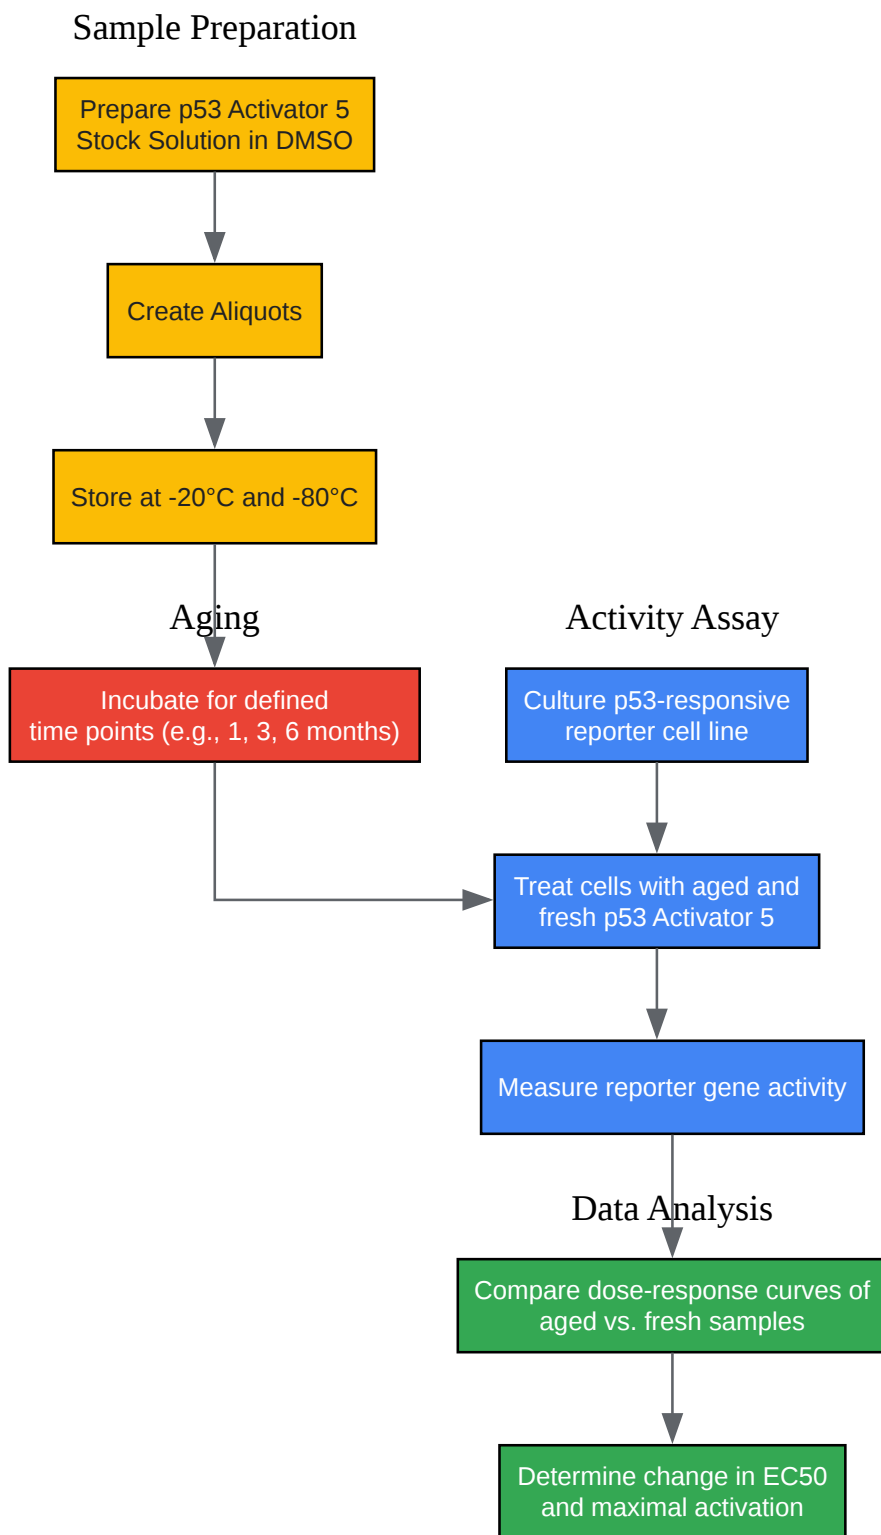 Sample Preparation
Prepare p53 Activator 5
Stock Solution in DMSO
Create Aliquots
Store at -20°C and -80°C
Aging
Incubate for defined
time points (e.g., 1, 3, 6 months)
Activity Assay
Culture p53-responsive
reporter cell line
Treat cells with aged and
fresh p53 Activator 5
Measure reporter gene activity
Data Analysis
Compare dose-response curves of
aged vs. fresh samples
Determine change in EC50
and maximal activation